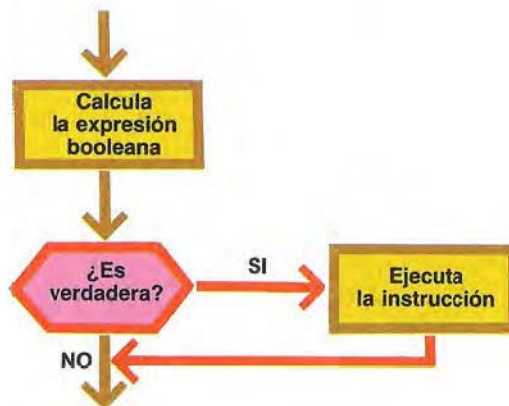 Calcula
la expresión
booleana
¿Es
verdadera?
SI
Ejecuta
la instrucción
NO